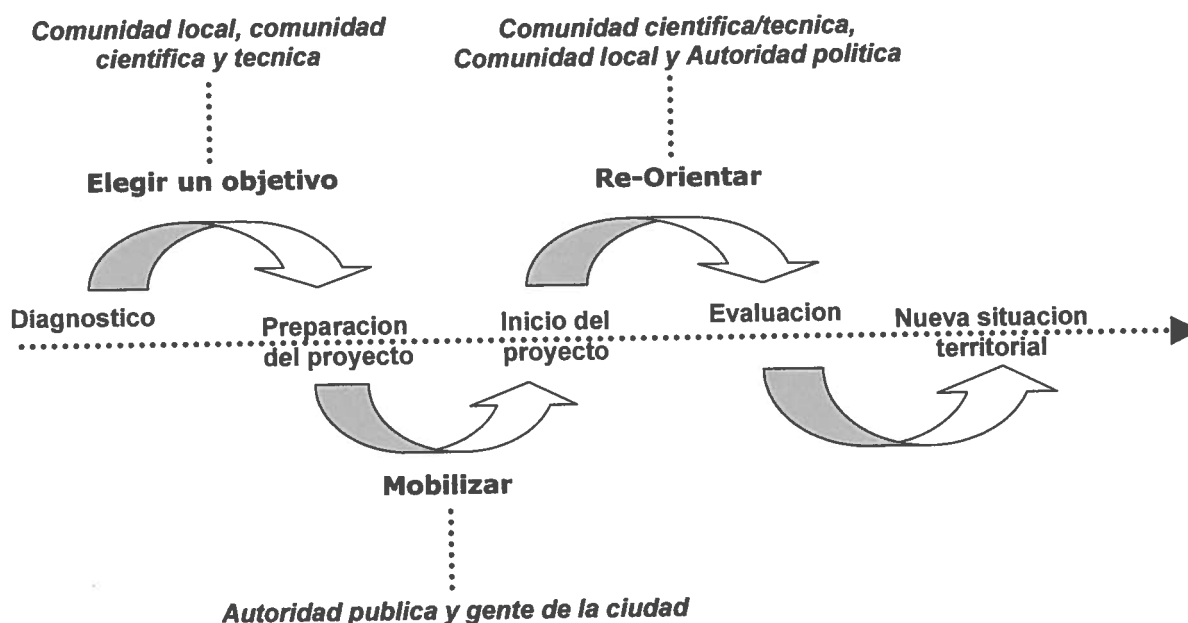 Comunidad local, comunidad
cientifica y tecnica
Comunidad cientifica/tecnica,
Comunidad local y Autoridad politica
Elegir un objetivo
Re-Orientar
Diagnostico
Preparacion
del proyecto
Inicio del
proyecto
Evaluacion
Nueva situacion
territorial
Mobilizar
Autoridad publica y gente de la ciudad